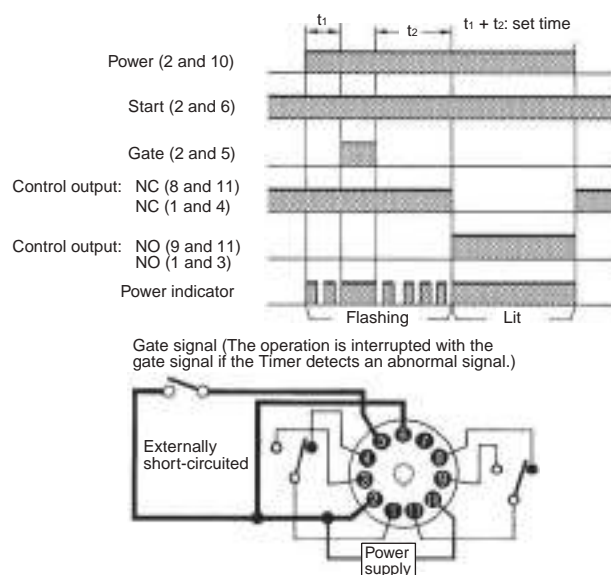 t1
t2
t1 + t2: set time
Power (2 and 10)
Start (2 and 6)
Gate (2 and 5)
Control output: NC (8 and 11)
NC (1 and 4)
Control output: NO (9 and 11)
NO (1 and 3)
Power indicator
Flashing
Lit
Gate signal (The operation is interrupted with the
gate signal if the Timer detects an abnormal signal.)
Externally
short-circuited
Power
supply